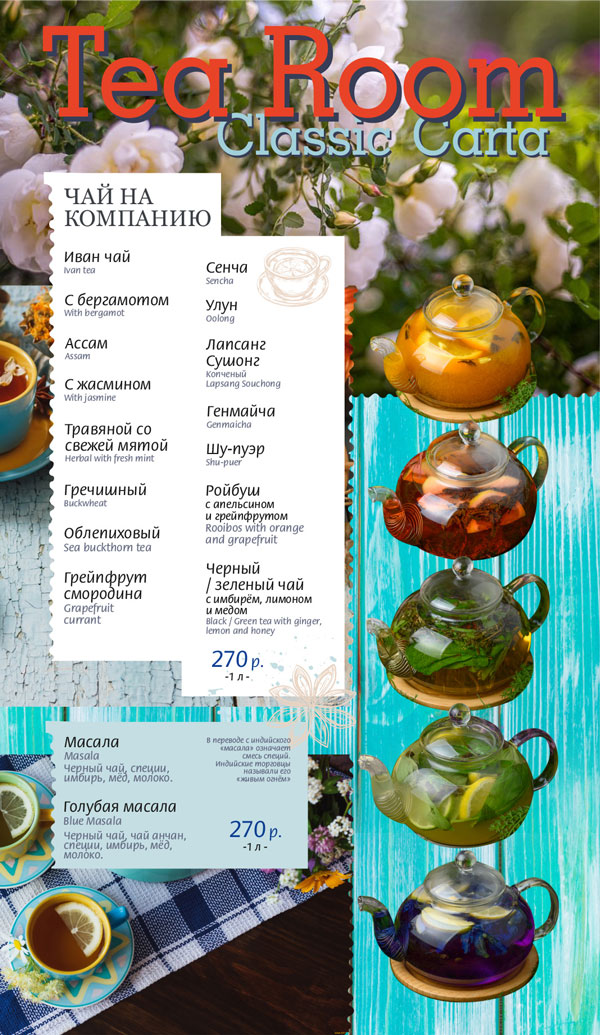 Tea Room
Classic Carta
ЧАЙ НА
КОМПАНИЮ
Иван чай
Ivan tea
С бергамотом
With bergamot
Ассам
Assam
С жасмином
With jasmine
Травяной со
свежей мятой
Herbal with fresh mint
Гречишный
Buckwheat
Облепиховый
Sea buckthorn tea
Грейпфрут
смородина
Grapefruit
currant
Сенча
Sencha
Улун
Oolong
Лапсанг
Сушонг
Копченый
Lapsang Souchong
Генмайча
Genmaicha
Шу-пуэр
Shu-puer
Ройбуш
с апельсином
и грейпфрутом
Rooibos with orange
and grapefruit
Черный
/ зеленый чай
с имбирём, лимоном
и медом
Black / Green tea with ginger,
lemon and honey
270 р.
-1 л -
Масала
Masala
Черный чай, специи,
имбирь, мёд, молоко.
Голубая масала
Blue Masala
Черный чай, чай анчан,
специи, имбирь, мёд,
молоко.
В переводе с индийского
«масала» означает
смесь специй.
Индийские торговцы
называли его
«живым огнём»
270 р.
-1 л -